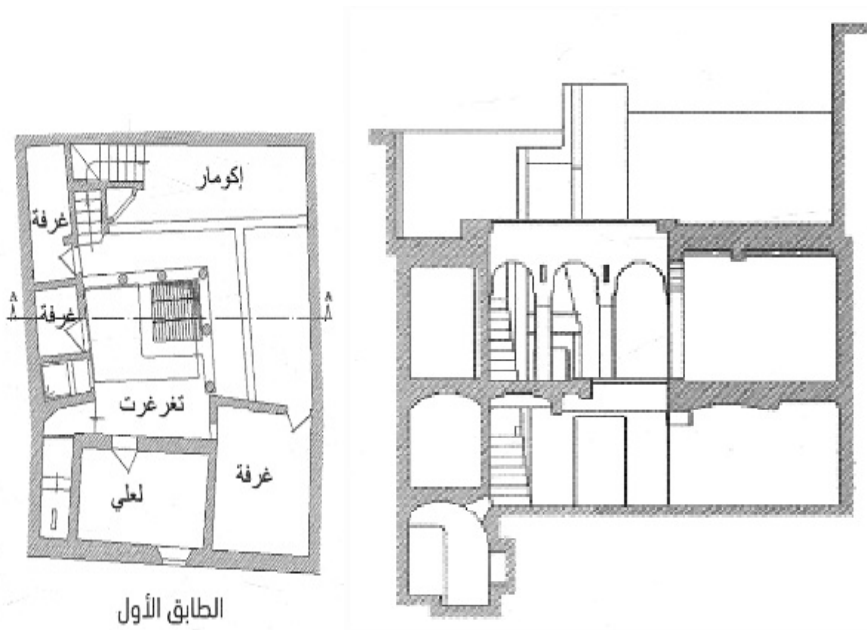 إكومار
غرفة
غرفة
A A
تغرغرت
غرفة
لعلي
الطابق الأول